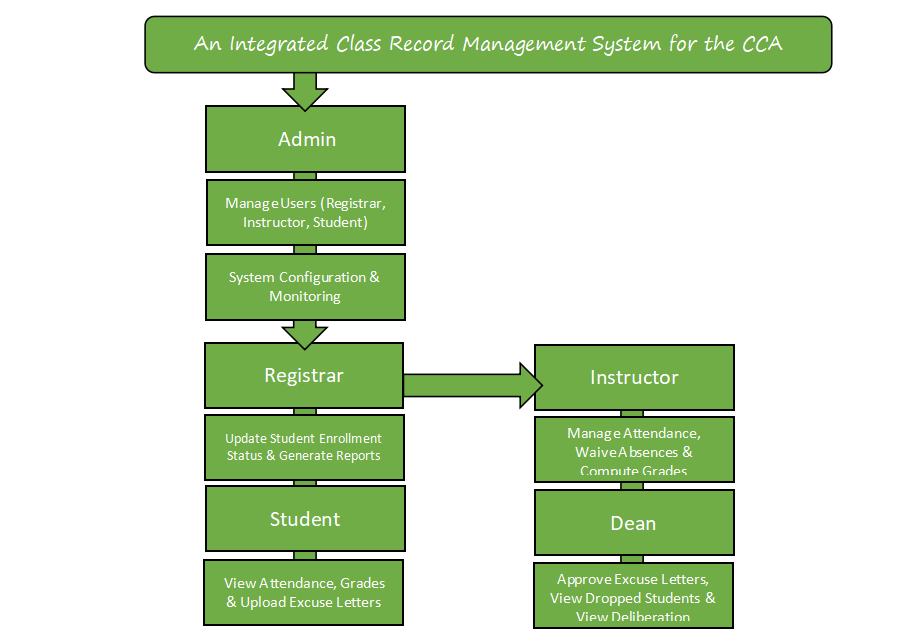 An Integrated Class Record Management System for the CCA
Admin
Manage Users (Registrar,
Instructor, Student)
System Configuration &
Monitoring
Registrar
Update Student Enrollment
Status & Generate Reports
Student
View Attendance, Grades
& Upload Excuse Letters
Instructor
Manage Attendance,
Waive Absences &
Compute Grades
Dean
Approve Excuse Letters,
View Dropped Students &
View Deliberation